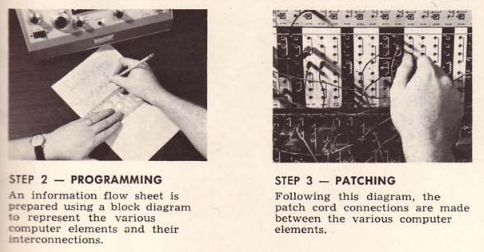 STEP 2 — PROGRAMMING
An information flow sheet is
prepared using a block diagram
to represent the various
computer elements and their
interconnections.
STEP 3 — PATCHING
Following this diagram, the
patch cord connections are made
between the various computer
elements.